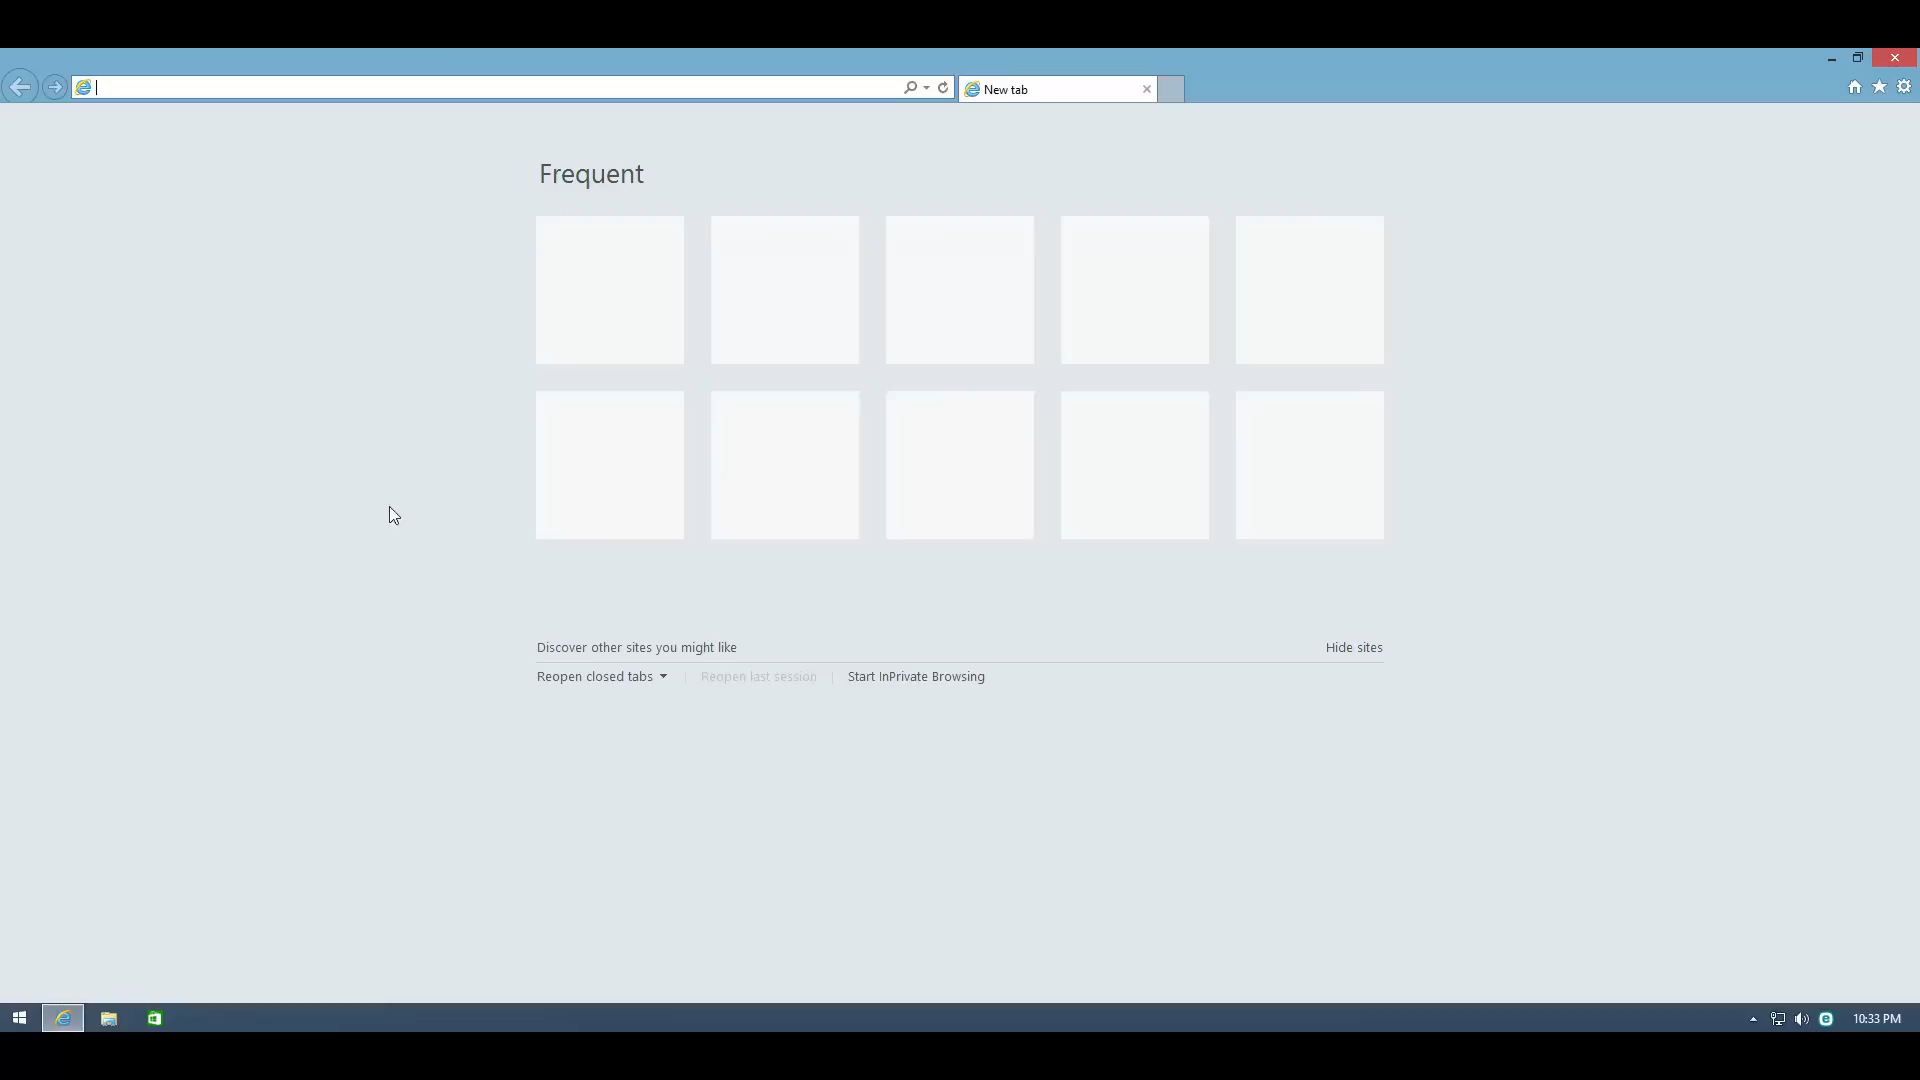 New tab
Frequent
Discover other sites you might like
Hide sites
Reopen closed tabs
Reopen last session
Start InPrivate Browsing
10:33 PM